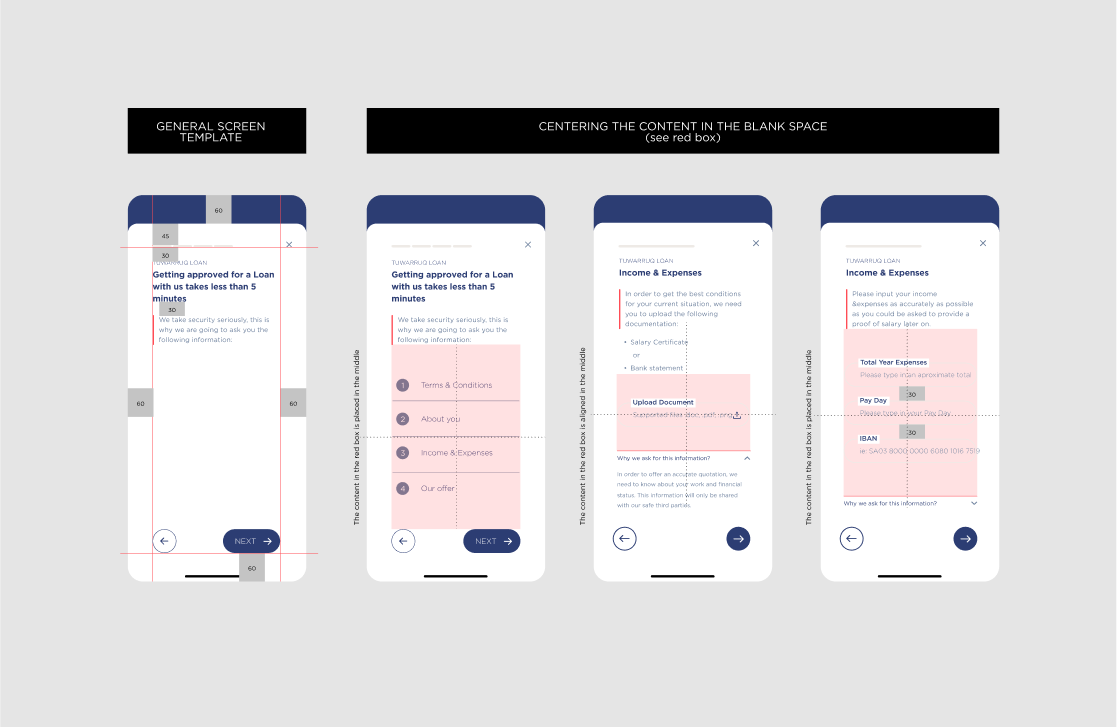 GENERAL SCREEN
TEMPLATE
CENTERING THE CONTENT IN THE BLANK SPACE
(see red box)
60
45
30
TUWARRUQ LOAN
Getting approved for a Loan
with us takes less than 5
minutes
30
We take security seriously, this is
why we are going to ask you the
following information:
60
60
NEXT
60
The content in the red box is placed in the middle
TUWARRUQ LOAN
Getting approved for a Loan
with us takes less than 5
minutes
We take security seriously, this is
why we are going to ask you the
following information:
1 Terms & Conditions
2 About you
3 Income & Expenses
4 Our offer
NEXT
The content in the red box is aligned in the middle
TUWARRUQ LOAN
Income & Expenses
In order to get the best conditions
for your current situation, we need
you to upload the following
documentation:
• Salary Certificate
or
• Bank statement
Upload Document
Supported files: doc, .pdf, .png
Why we ask for this information?
In order to offer an accurate quotation, we
need to know about your work and financial
status. This information will only be shared
with our safe third parties.
The content in the red box is placed in the middle
TUWARRUQ LOAN
Income & Expenses
Please input your income
&expenses as accurately as possible
as you could be asked to provide a
proof of salary later on.
Total Year Expenses
Please type in an aproximate total
30
Pay Day
Please type in your Pay Day
30
IBAN
ie: SA03 8000 0000 6080 1016 7519
Why we ask for this information?